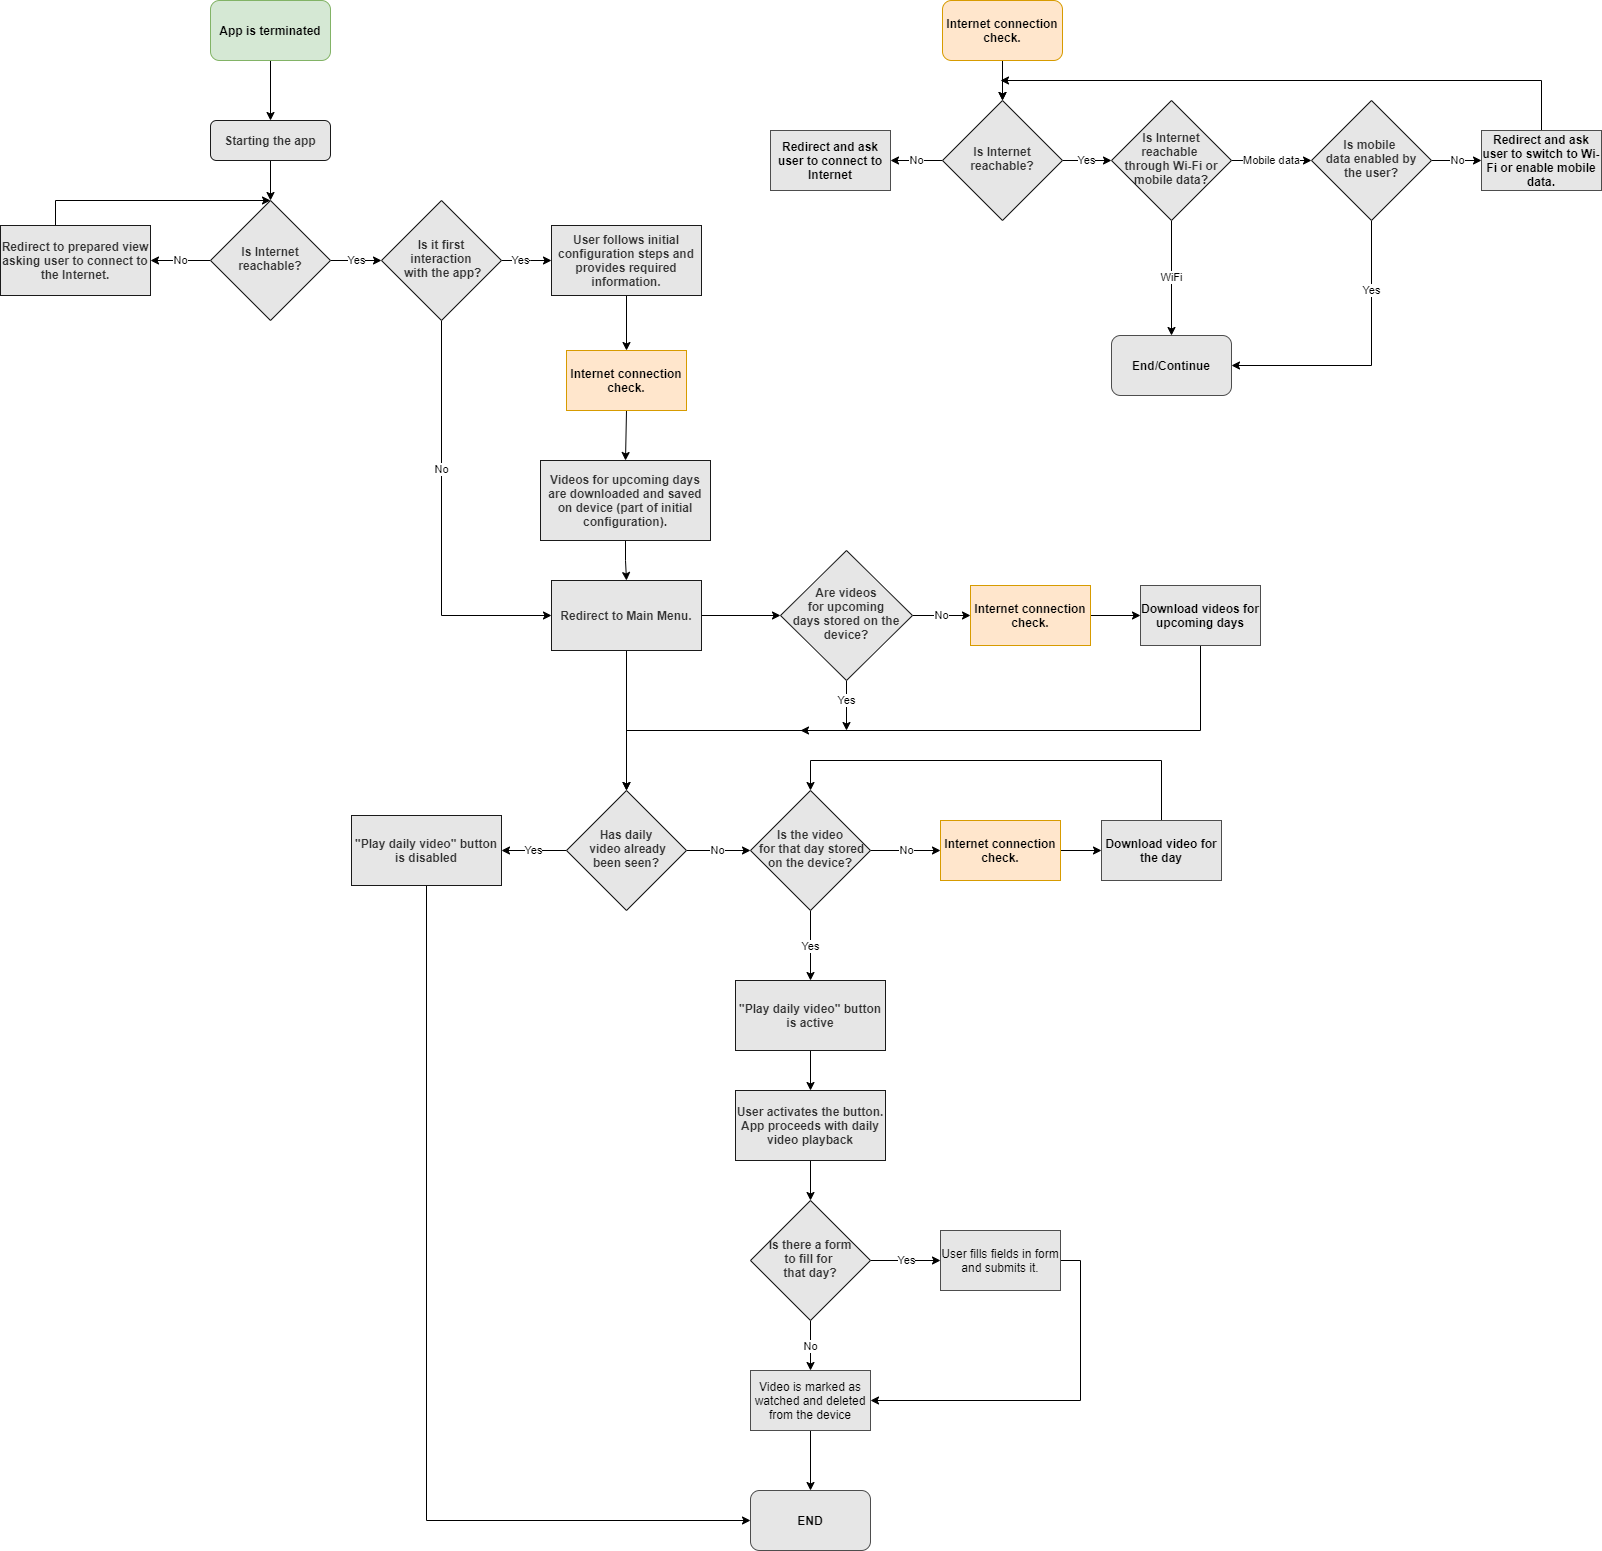 App is terminated
Internet connection
check.
Starting the app
Redirect and ask
user to connect to
Internet
No
Is Internet
reachable?
Yes
Is Internet
reachable
through Wi-Fi or
mobile data?
Mobile data
Is mobile
data enabled by
the user?
No
Redirect and ask
user to switch to Wi-
Fi or enable mobile
data.
Redirect to prepared view
asking user to connect to
the Internet.
No
Is Internet
reachable?
Yes
Is it first
interaction
with the app?
Yes
User follows initial
configuration steps and
provides required
information.
WiFi
Yes
End/Continue
Internet connection
check.
No
Videos for upcoming days
are downloaded and saved
on device (part of initial
configuration).
Redirect to Main Menu.
Are videos
for upcoming
days stored on the
device?
No
Internet connection
check.
Download videos for
upcoming days
Yes
"Play daily video" button
is disabled
Yes
Has daily
video already
been seen?
No
Is the video
for that day stored
on the device?
No
Internet connection
check.
Download video for
the day
Yes
"Play daily video" button
is active
User activates the button.
App proceeds with daily
video playback
Is there a form
to fill for
that day?
Yes
User fills fields in form
and submits it.
No
Video is marked as
watched and deleted
from the device
END